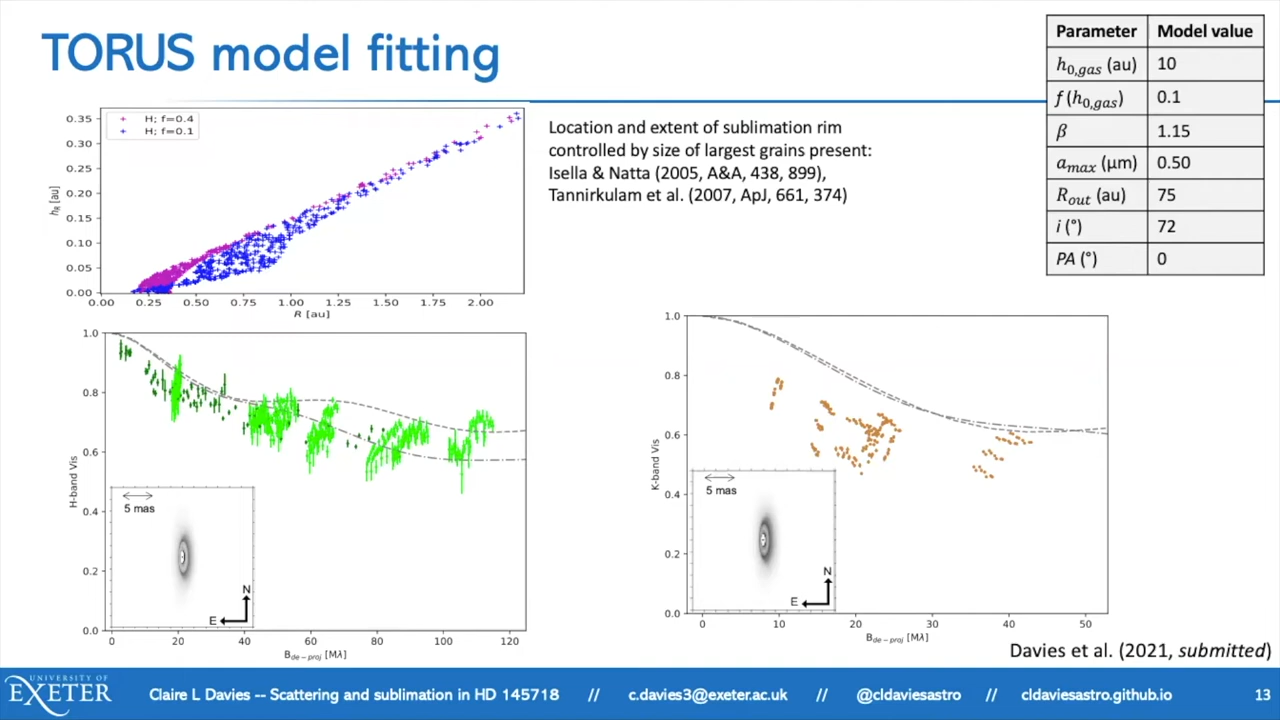 TORUS model fitting
Parameter Model value
h0,gas (au) 10
f(h0,gas) 0.1
β 1.15
amax (μm) 0.50
Rout (au) 75
i (°) 72
PA (°) 0
Location and extent of sublimation rim
controlled by size of largest grains present:
Isella & Natta (2005, A&A, 438, 899),
Tannirkulam et al. (2007, ApJ, 661, 374)
H; f=0.4
H; f=0.1
0.35
0.30
0.25
0.20
0.15
0.10
0.05
0.00
hR [au]
0.00 0.25 0.50 0.75 1.00 1.25 1.50 1.75 2.00
R [au]
1.0
0.8
0.6
0.4
0.2
0.0
H-band Vis
5 mas
N
E
0 20 40 60 80 100 120
Bde−proj [Mλ]
1.0
0.8
0.6
0.4
0.2
0.0
K-band Vis
5 mas
N
E
0 10 20 30 40 50
Bde−proj [Mλ]
Davies et al. (2021, submitted)
UNIVERSITY OF
EXETER
Claire L Davies -- Scattering and sublimation in HD 145718 // c.davies3@exeter.ac.uk // @cldaviesastro // cldaviesastro.github.io 13